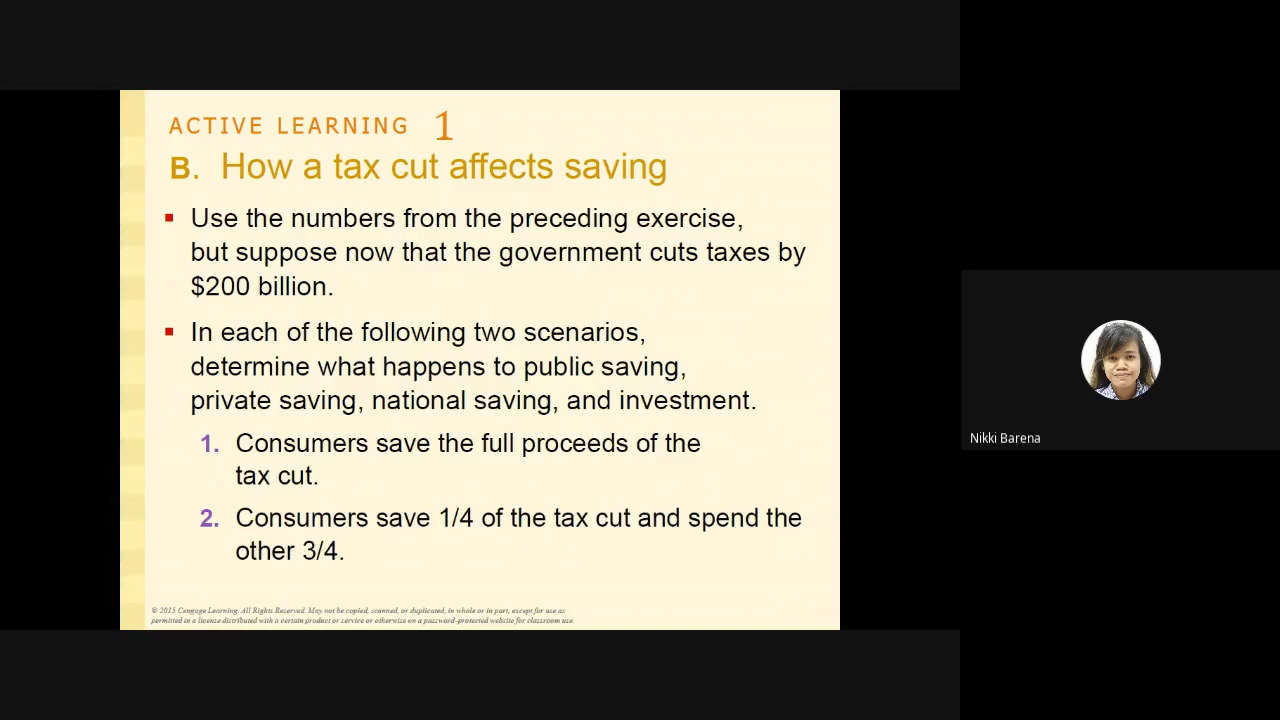 ACTIVE LEARNING 1
B. How a tax cut affects saving
Use the numbers from the preceding exercise,
but suppose now that the government cuts taxes by
$200 billion.
In each of the following two scenarios,
determine what happens to public saving,
private saving, national saving, and investment.
1. Consumers save the full proceeds of the
tax cut.
2. Consumers save 1/4 of the tax cut and spend the
other 3/4.
© 2015 Cengage Learning. All Rights Reserved. May not be copied, scanned, or duplicated, in whole or in part, except for use as
permitted in a license distributed with a certain product or service or otherwise on a password-protected website for classroom use.
Nikki Barena